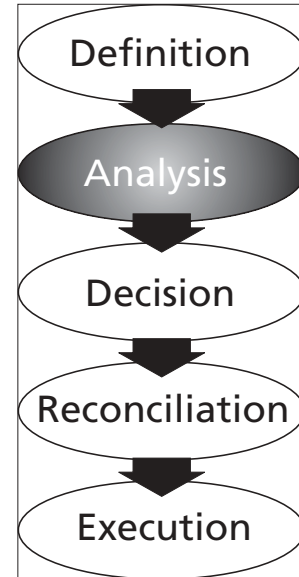 Definition
Analysis
Decision
Reconciliation
Execution